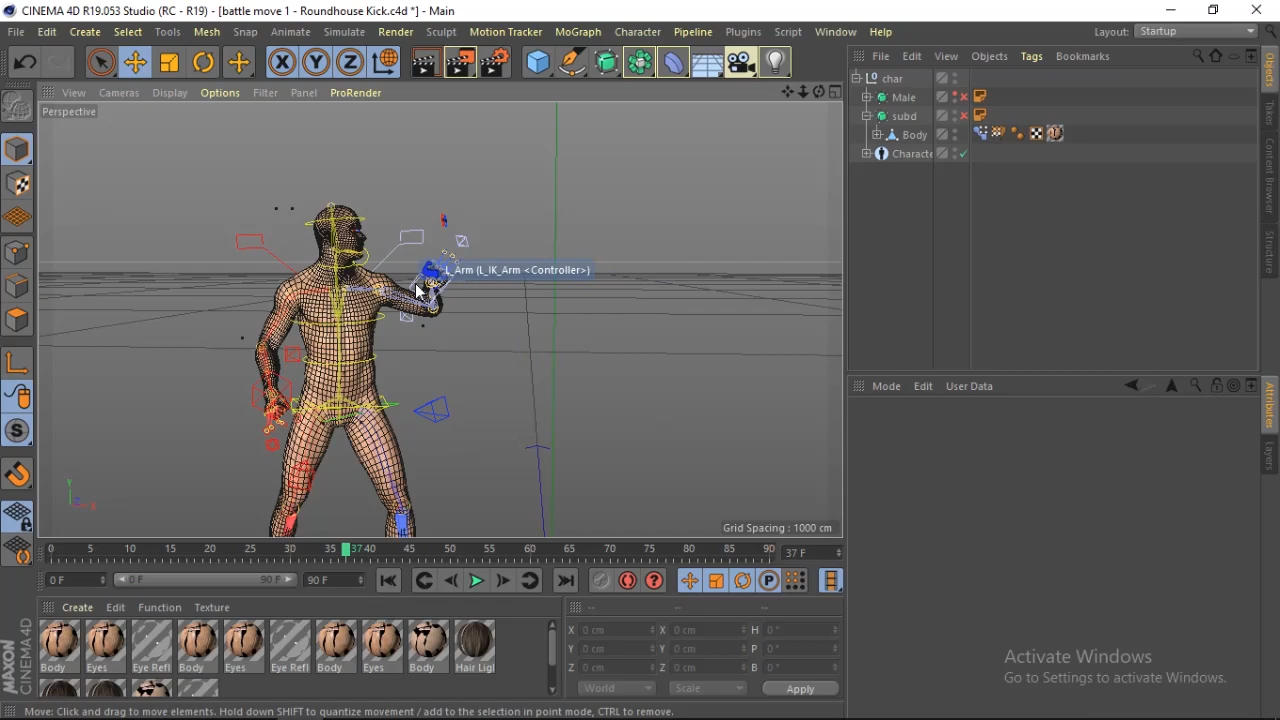 CINEMA 4D R19.053 Studio (RC - R19) - [battle move 1 - Roundhouse Kick.c4d *] - Main
File Edit Create Select Tools Mesh Snap Animate Simulate Render Sculpt Motion Tracker MoGraph Character Pipeline Plugins Script Window Help Layout: Startup
View Cameras Display Options Filter Panel ProRender
File Edit View Objects Tags Bookmarks
Perspective
char
Male
subd
Body
Characte
L_Arm (L_IK_Arm <Controller>)
Grid Spacing : 1000 cm
Mode Edit User Data
Objects
Takes
Content Browser
Structure
Attributes
Layers
0 5 10 15 20 25 30 35 37 40 45 50 55 60 65 70 75 80 85 90 37 F
0 F 0 F 90 F 90 F
Create Edit Function Texture
Body Eyes Eye Refl Body Eyes Eye Refl Body Eyes Body Hair Ligl
-- -- --
X 0 cm X 0 cm H 0 °
Y 0 cm Y 0 cm P 0 °
Z 0 cm Z 0 cm B 0 °
World Scale Apply
MAXON CINEMA 4D
Activate Windows
Go to Settings to activate Windows.
Move: Click and drag to move elements. Hold down SHIFT to quantize movement / add to the selection in point mode, CTRL to remove.